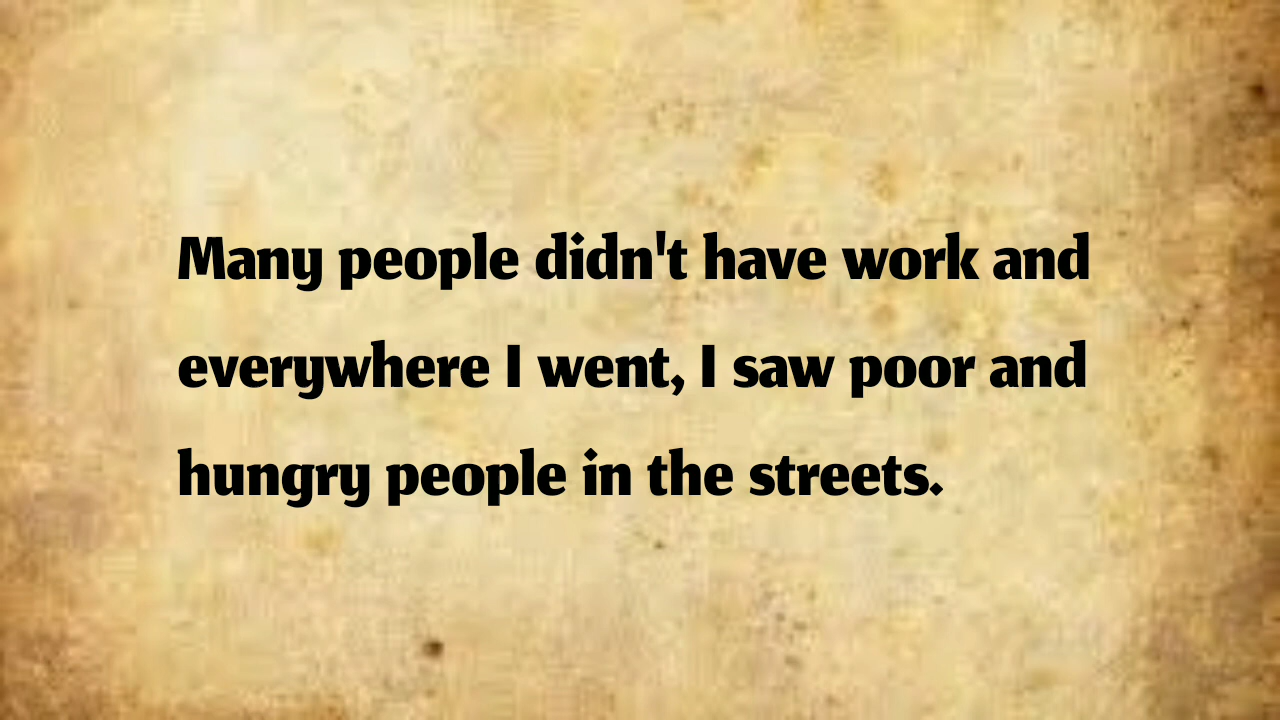 Many people didn't have work and
everywhere I went, I saw poor and
hungry people in the streets.